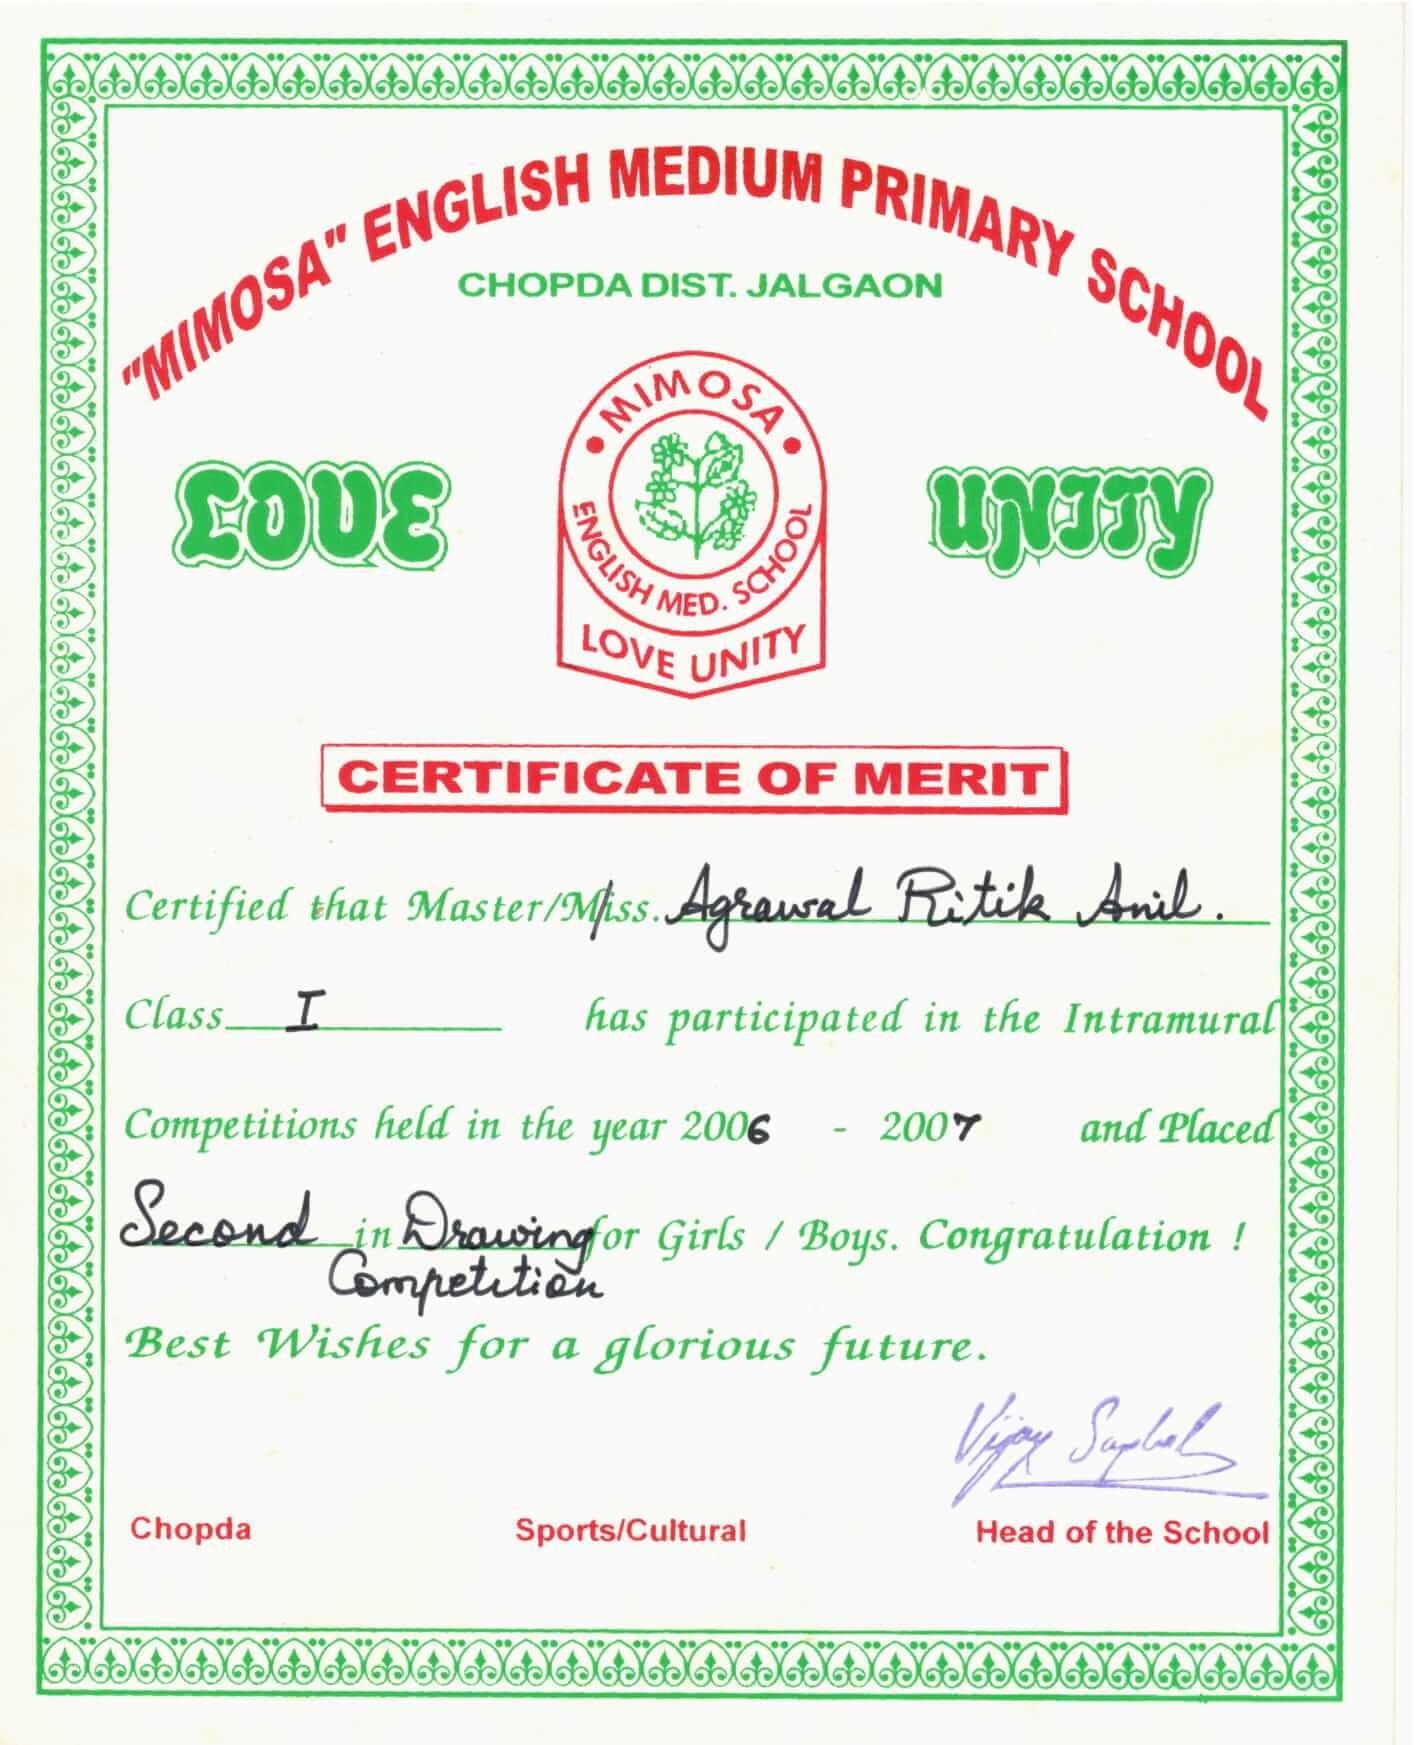 "MIMOSA" ENGLISH MEDIUM PRIMARY SCHOOL
CHOPDA DIST. JALGAON
LOVE
MIMOSA
ENGLISH MED. SCHOOL
LOVE UNITY
UNITY
CERTIFICATE OF MERIT
Certified that Master/Miss. Agrawal Ritik Anil.
Class I has participated in the Intramural
Competitions held in the year 2006 - 2007 and Placed
Second in Drawing for Girls / Boys. Congratulation !
Competition
Best Wishes for a glorious future.
Vijay
Chopda Sports/Cultural Head of the School